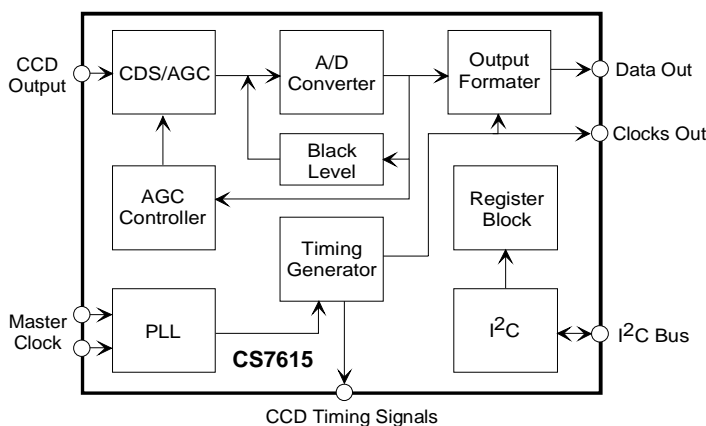 CCD
Output
CDS/AGC
A/D
Converter
Output
Formater
Data Out
Clocks Out
Black
Level
AGC
Controller
Register
Block
Timing
Generator
Master
Clock
PLL
CS7615
I²C
I²C Bus
CCD Timing Signals